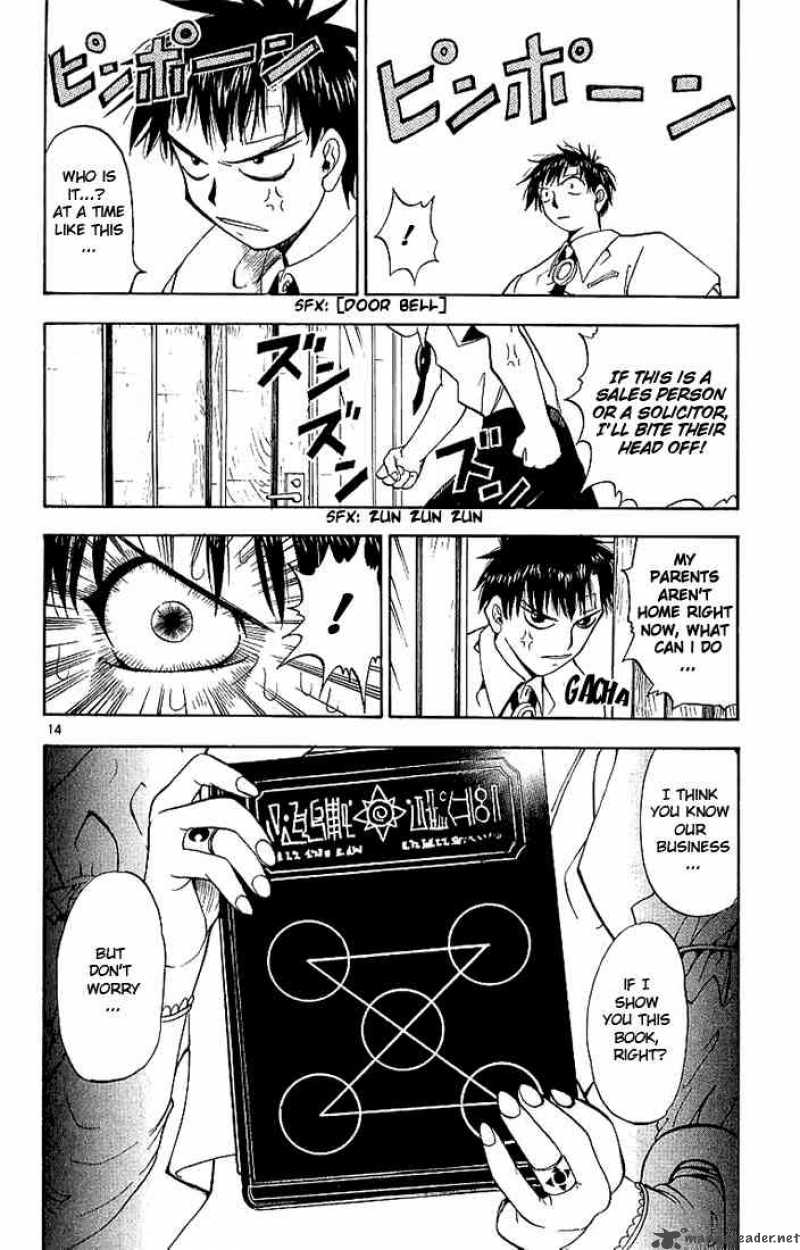 ピンポーン
!
ピンポーン
WHO IS
IT...?
AT A TIME
LIKE THIS
...
SFX: [DOOR BELL]
IF THIS IS A
SALES PERSON
OR A SOLICITOR,
I'LL BITE THEIR
HEAD OFF!
ズン
ズン
ズン
SFX: ZUN ZUN ZUN
MY
PARENTS
AREN'T
HOME RIGHT
NOW, WHAT
CAN I DO
...
GACHA
!
14
I THINK
YOU KNOW
OUR
BUSINESS
...
IF I
SHOW
YOU THIS
BOOK,
RIGHT?
BUT
DON'T
WORRY
...